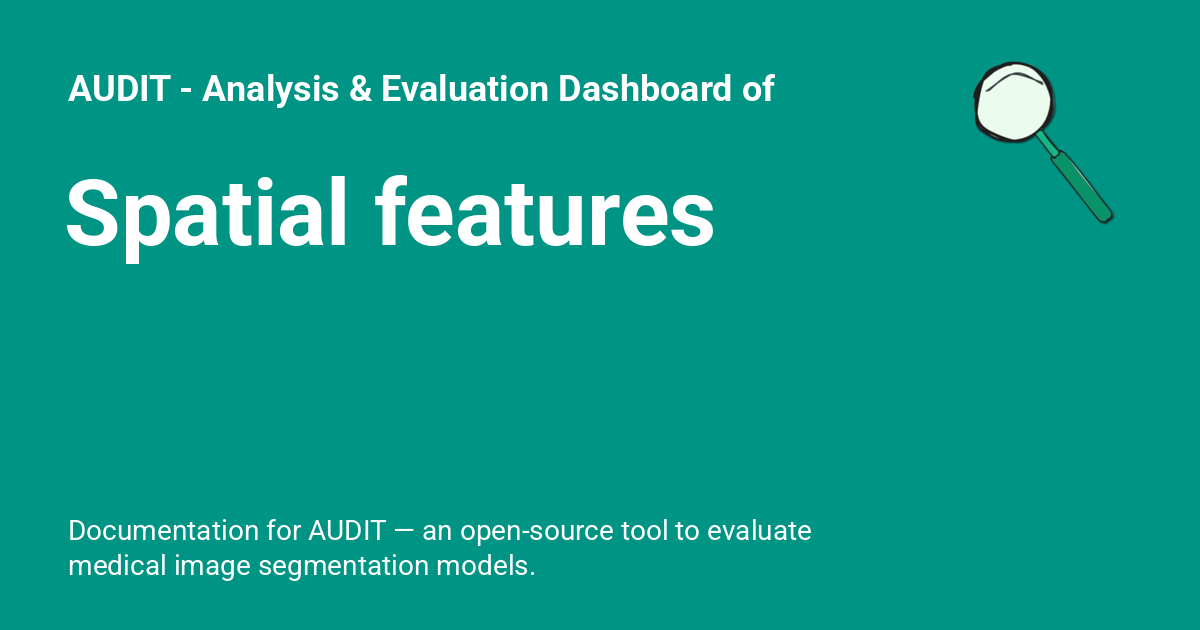 AUDIT - Analysis & Evaluation Dashboard of
Spatial features
Documentation for AUDIT — an open-source tool to evaluate
medical image segmentation models.